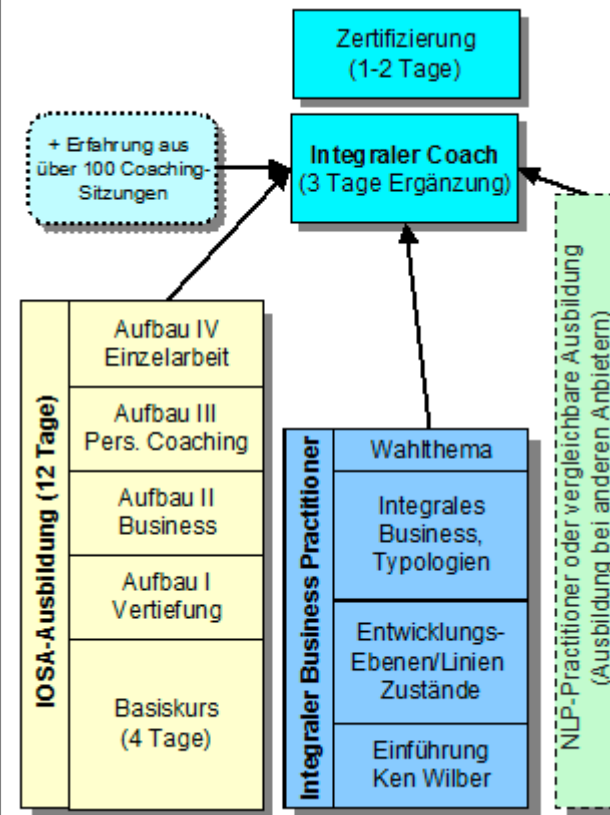 Zertifizierung
(1-2 Tage)
+ Erfahrung aus
über 100 Coaching-
Sitzungen
Integraler Coach
(3 Tage Ergänzung)
IOSA-Ausbildung (12 Tage)
Aufbau IV
Einzelarbeit
Aufbau III
Pers. Coaching
Aufbau II
Business
Aufbau I
Vertiefung
Basiskurs
(4 Tage)
Integraler Business Practitioner
Wahlthema
Integrales
Business,
Typologien
Entwicklungs-
Ebenen/Linien
Zustände
Einführung
Ken Wilber
NLP-Practitioner oder vergleichbare Ausbildung
(Ausbildung bei anderen Anbietern)